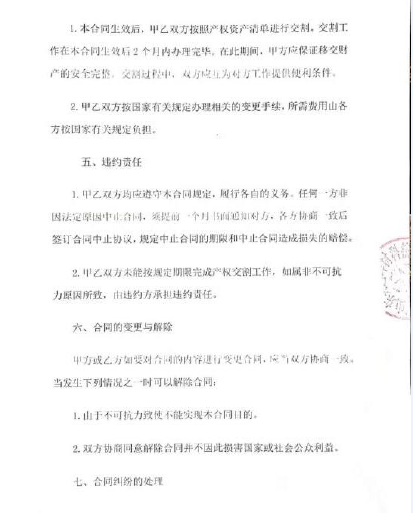 1.本合同生效后，甲乙双方按照产权资产清单进行交割，交割工
作在本合同生效后2个月内办理完毕。在此期间，甲方应保证移交财
产的安全完整。交割过程中，双方应互为对方工作提供便利条件。
2.甲乙双方按国家有关规定办理相关的变更手续，所需费用由各
方按国家有关规定负担。
五、违约责任
1.甲乙双方均应遵守本合同规定，履行各自的义务。任何一方非
因法定原因中止合同，须提前一个月书面通知对方，各方协商一致后
签订合同中止协议，规定中止合同的期限和中止合同造成损失的赔偿。
2.甲乙双方未能按规定期限完成产权交割工作，如属非不可抗
力原因所致，由违约方承担违约责任。
六、合同的变更与解除
甲方或乙方如要对合同的内容进行变更合同，应当双方协商一致。
当发生下列情况之一时可以解除合同：
1.由于不可抗力致使不能实现本合同目的。
2.双方协商同意解除合同并不因此损害国家或社会公众利益。
七、合同纠纷的处理